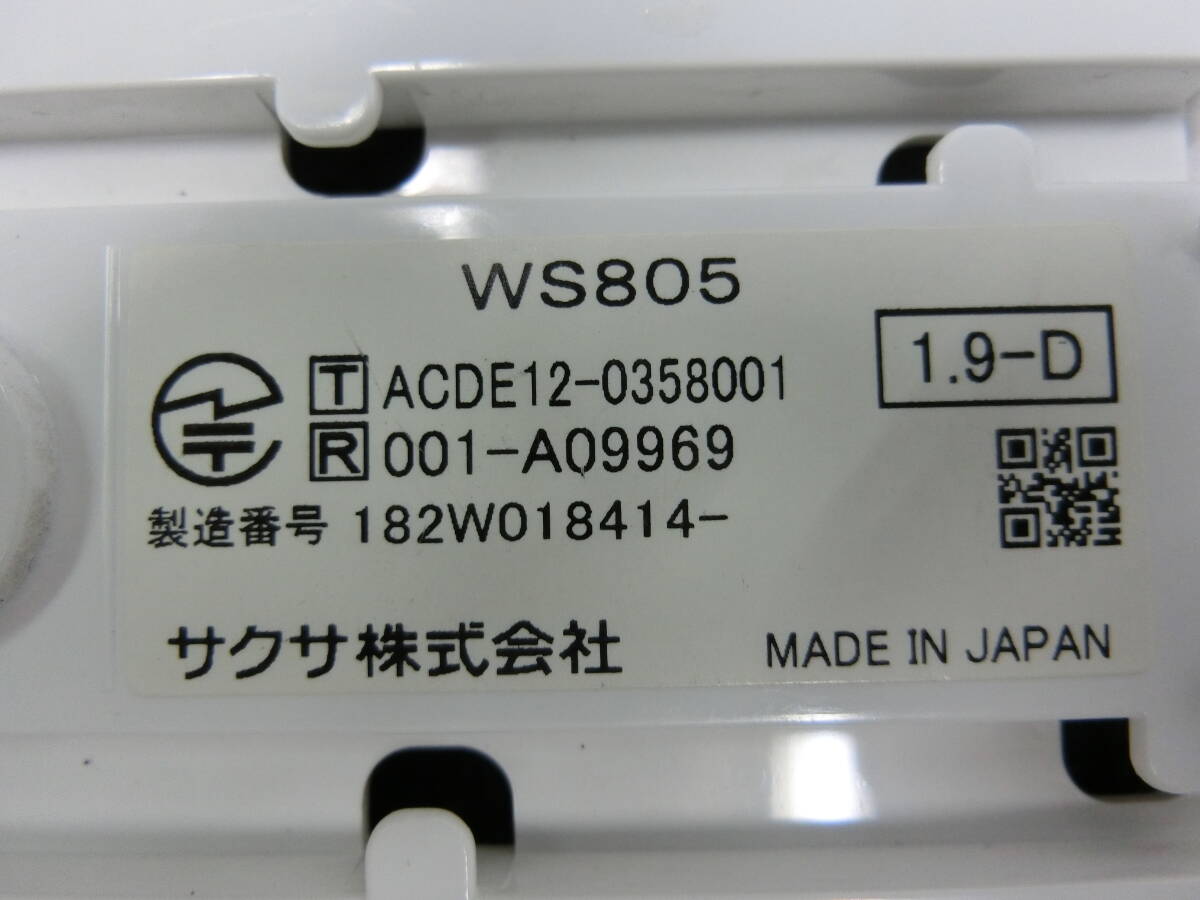 WS805
1.9-D
T ACDE12-0358001
R 001-A09969
製造番号 182W018414-
サクサ株式会社
MADE IN JAPAN